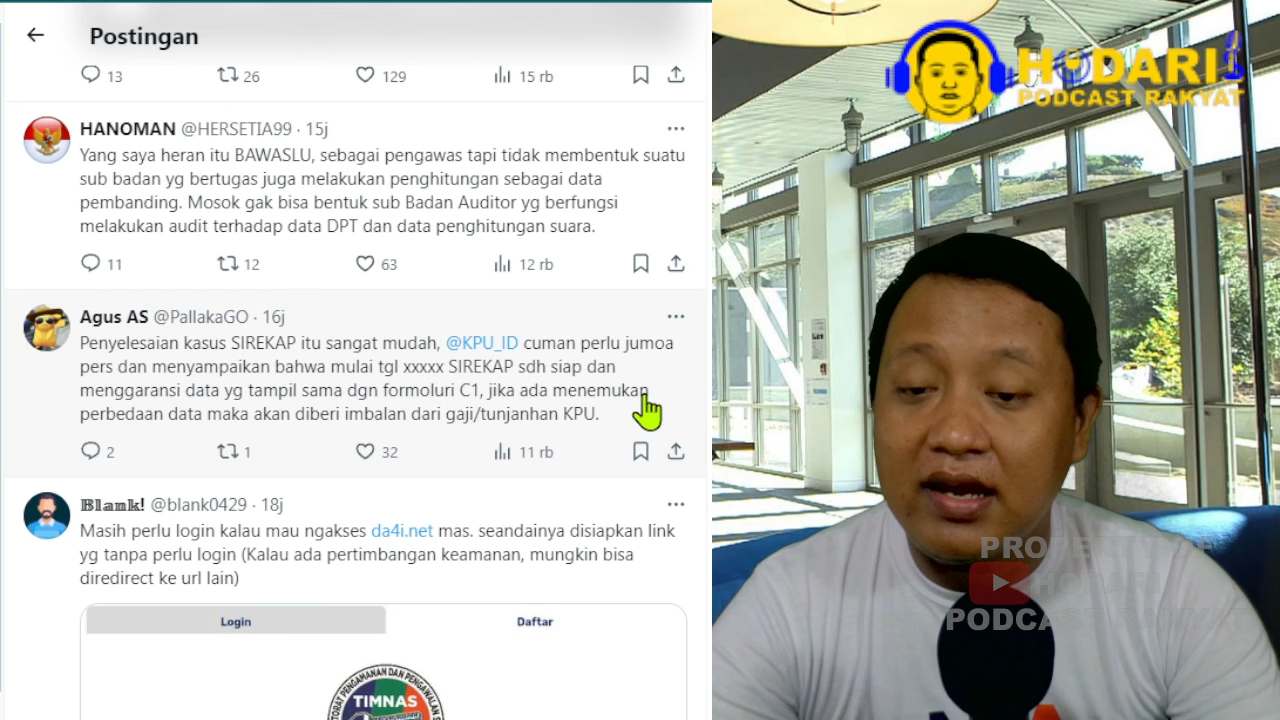 Postingan
13 26 129 15 rb
HANOMAN @HERSETIA99 · 15j
Yang saya heran itu BAWASLU, sebagai pengawas tapi tidak membentuk suatu
sub badan yg bertugas juga melakukan penghitungan sebagai data
pembanding. Mosok gak bisa bentuk sub Badan Auditor yg berfungsi
melakukan audit terhadap data DPT dan data penghitungan suara.
11 12 63 12 rb
Agus AS @PallakaGO · 16j
Penyelesaian kasus SIREKAP itu sangat mudah, @KPU_ID cuman perlu jumoa
pers dan menyampaikan bahwa mulai tgl xxxxx SIREKAP sdh siap dan
menggaransi data yg tampil sama dgn formoluri C1, jika ada menemukan
perbedaan data maka akan diberi imbalan dari gaji/tunjanhan KPU.
2 1 32 11 rb
𝔹𝕝𝕒𝕟𝕜! @blank0429 · 18j
Masih perlu login kalau mau ngakses da4i.net mas. seandainya disiapkan link
yg tanpa perlu login (Kalau ada pertimbangan keamanan, mungkin bisa
diredirect ke url lain)
Login Daftar
PENGAMANAN DAN
TIMNAS
HODARI
PODCAST RAKYAT
HODARI